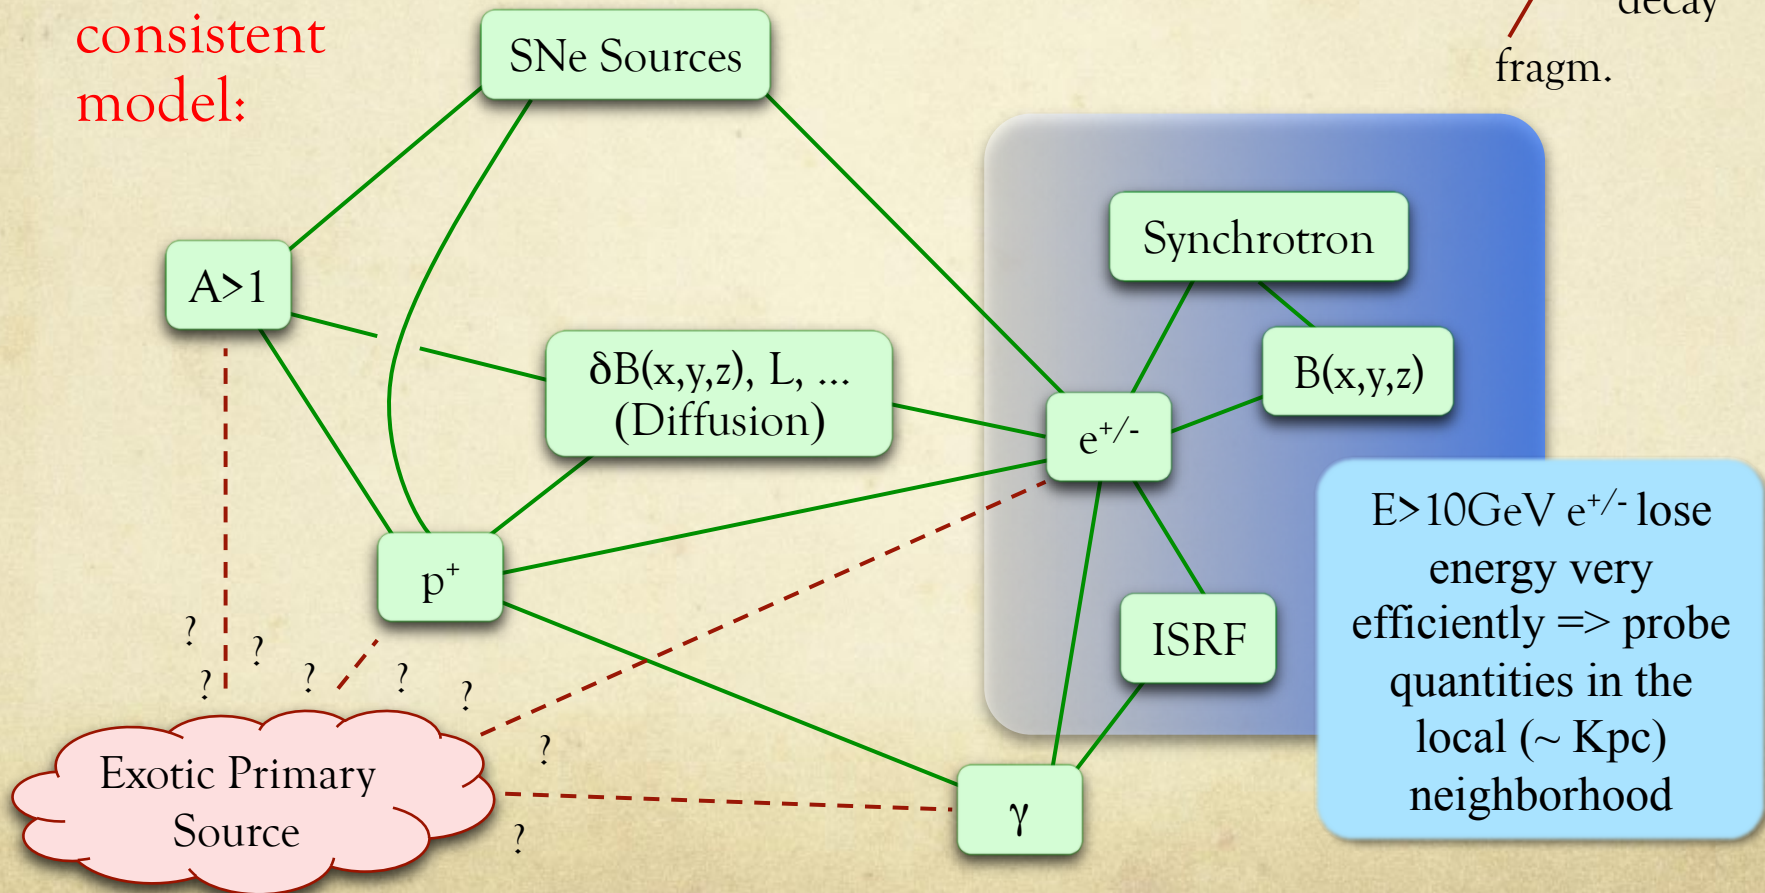 consistent
model:
decay
fragm.
SNe Sources
Synchrotron
A>1
δB(x,y,z), L, ...
(Diffusion)
B(x,y,z)
e+/-
p+
ISRF
E>10GeV e+/- lose
energy very
efficiently => probe
quantities in the
local (~ Kpc)
neighborhood
?
?
?
?
?
?
?
?
Exotic Primary
Source
γ